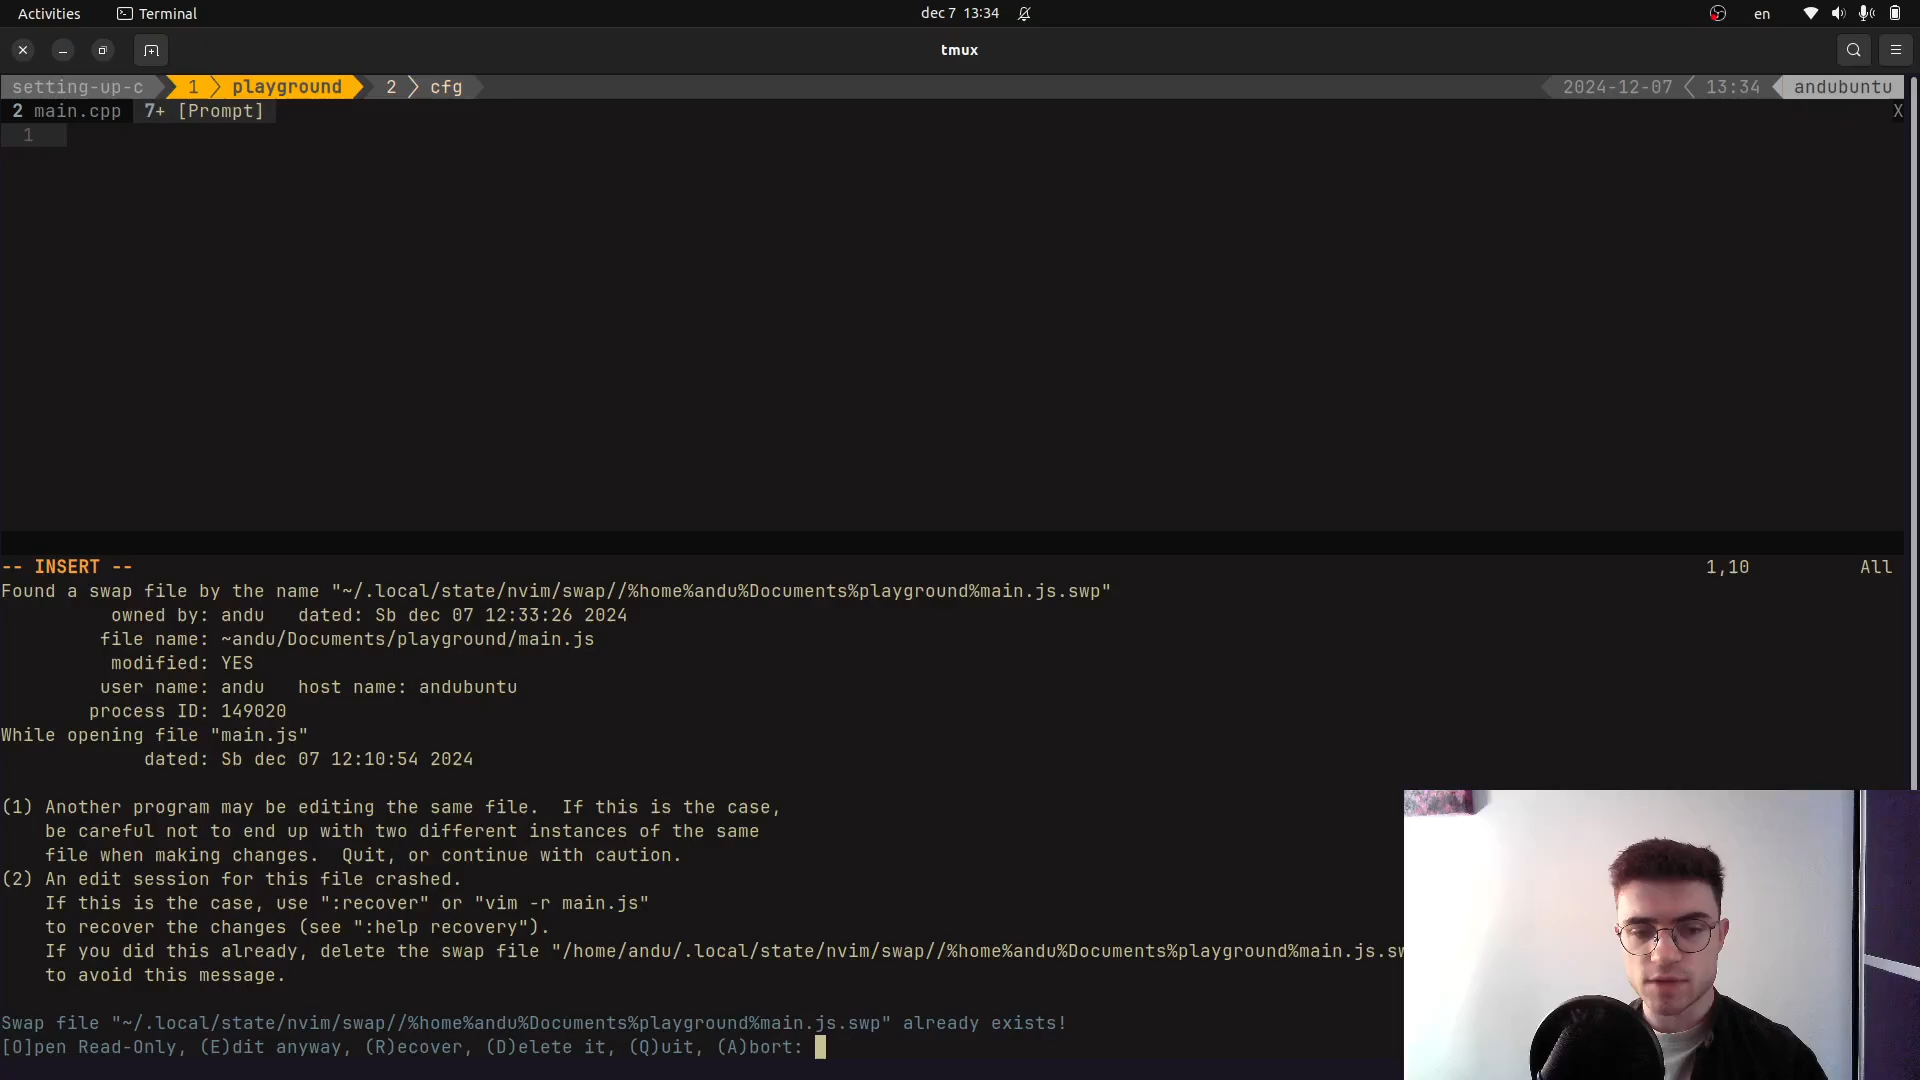 Activities Terminal dec 7 13:34 en
tmux
setting-up-c 1 playground 2 cfg 2024-12-07 13:34 andubuntu
2 main.cpp 7+ [Prompt] X
1
-- INSERT -- 1,10 All
Found a swap file by the name "~/.local/state/nvim/swap//%home%andu%Documents%playground%main.js.swp"
owned by: andu dated: Sb dec 07 12:33:26 2024
file name: ~andu/Documents/playground/main.js
modified: YES
user name: andu host name: andubuntu
process ID: 149020
While opening file "main.js"
dated: Sb dec 07 12:10:54 2024
(1) Another program may be editing the same file. If this is the case,
be careful not to end up with two different instances of the same
file when making changes. Quit, or continue with caution.
(2) An edit session for this file crashed.
If this is the case, use ":recover" or "vim -r main.js"
to recover the changes (see ":help recovery").
If you did this already, delete the swap file "/home/andu/.local/state/nvim/swap//%home%andu%Documents%playground%main.js.sw
to avoid this message.
Swap file "~/.local/state/nvim/swap//%home%andu%Documents%playground%main.js.swp" already exists!
[O]pen Read-Only, (E)dit anyway, (R)ecover, (D)elete it, (Q)uit, (A)bort: